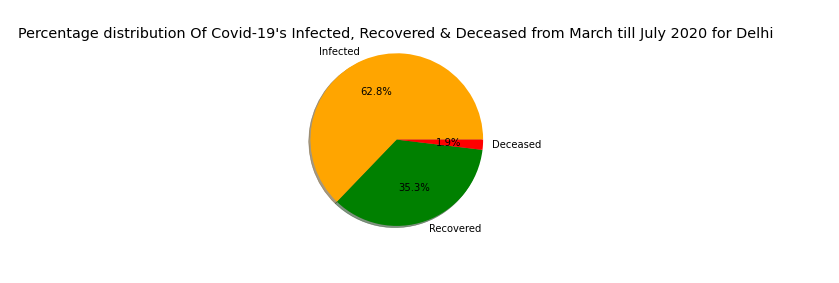 Percentage distribution Of Covid-19's Infected, Recovered & Deceased from March till July 2020 for Delhi
Infected
62.8%
1.9%
Deceased
35.3%
Recovered